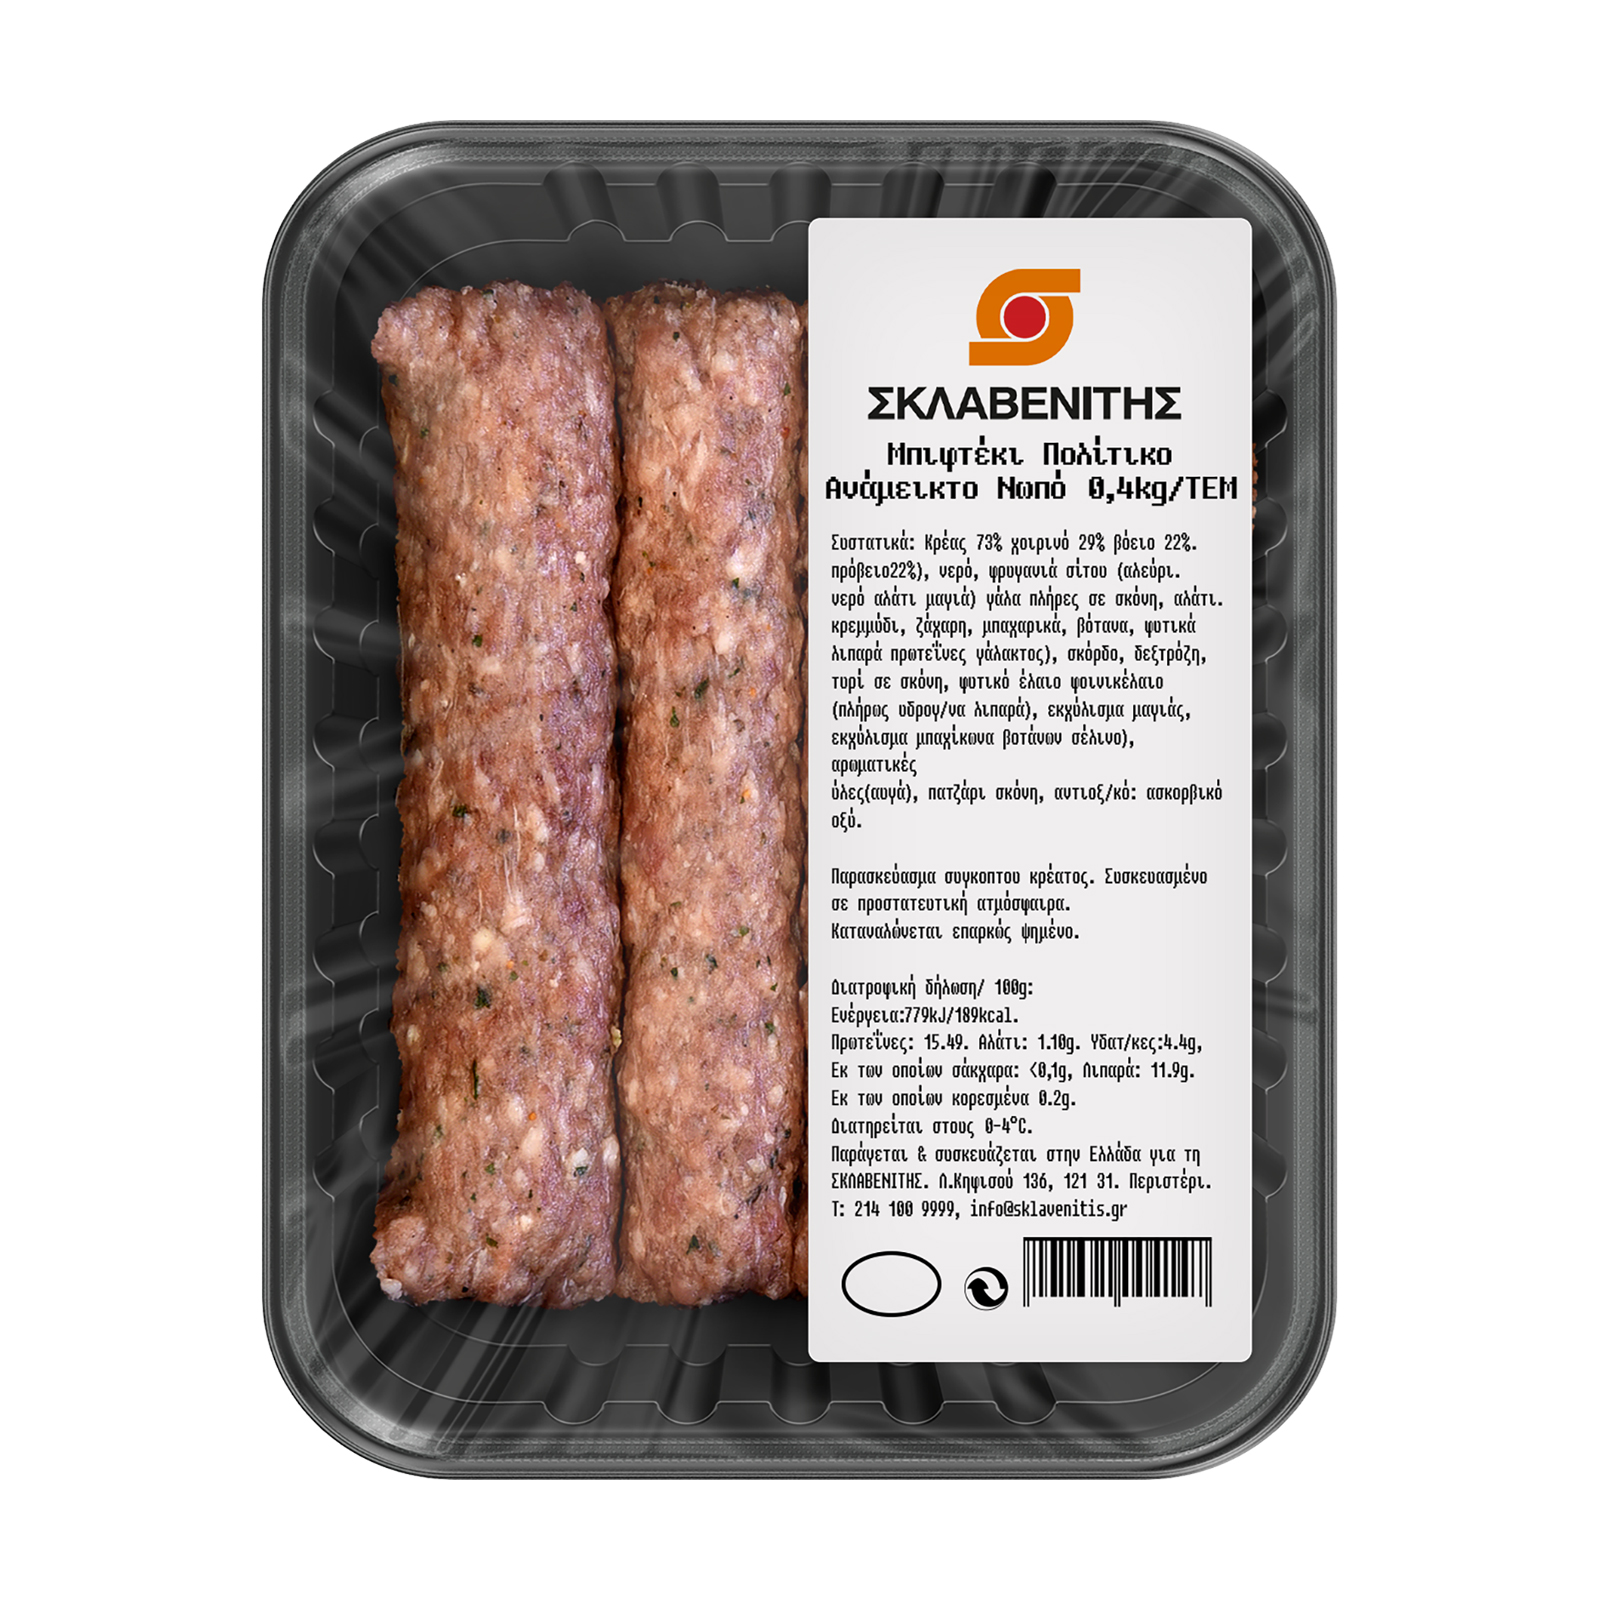 ΣΚΛΑΒΕΝΙΤΗΣ
Μπιφτέκι Πολίτικο
Ανάμεικτο Νωπό 0,4kg/ΤΕΜ
Συστατικά: Κρέας 73% χοιρινό 29% βόειο 22%.
πρόβειο22%), νερό, φρυγανιά σίτου (αλεύρι.
νερό αλάτι μαγιά) γάλα πλήρες σε σκόνη, αλάτι.
κρεμμύδι, ζάχαρη, μπαχαρικά, βότανα, φυτικά
λιπαρά πρωτεΐνες γάλακτος), σκόρδο, δεξτρόζη,
τυρί σε σκόνη, φυτικό έλαιο φοινικέλαιο
(πλήρως υδρογ/να λιπαρά), εκχύλισμα μαγιάς,
εκχύλισμα μπαχίκωνα βοτάνων σέλινο),
αρωματικές
ύλες(αυγά), πατζάρι σκόνη, αντιοξ/κό: ασκορβικό
οξύ.
Παρασκεύασμα συγκοπτου κρέατος. Συσκευασμένο
σε προστατευτική ατμόσφαιρα.
Καταναλώνεται επαρκώς ψημένο.
Διατροφική δήλωση/ 100g:
Ενέργεια:779kJ/189kcal.
Πρωτεΐνες: 15.49. Αλάτι: 1.10g. Υδατ/κες:4.4g,
Εκ των οποίων σάκχαρα: <0,1g, Λιπαρά: 11.9g.
Εκ των οποίων κορεσμένα 0.2g.
Διατηρείται στους 0-4°C.
Παράγεται & συσκευάζεται στην Ελλάδα για τη
ΣΚΛΑΒΕΝΙΤΗΣ. Λ.Κηφισού 136, 121 31. Περιστέρι.
Τ: 214 100 9999, info@sklavenitis.gr